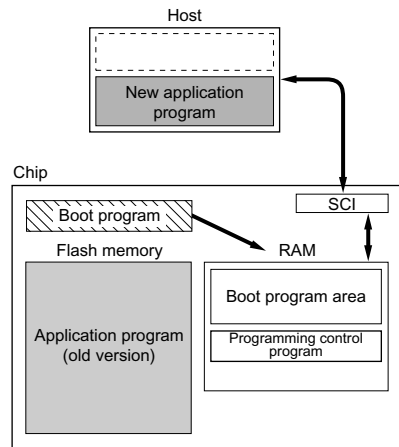 Host
New application
program
Chip
SCI
Boot program
Flash memory
RAM
Application program
(old version)
Boot program area
Programming control
program